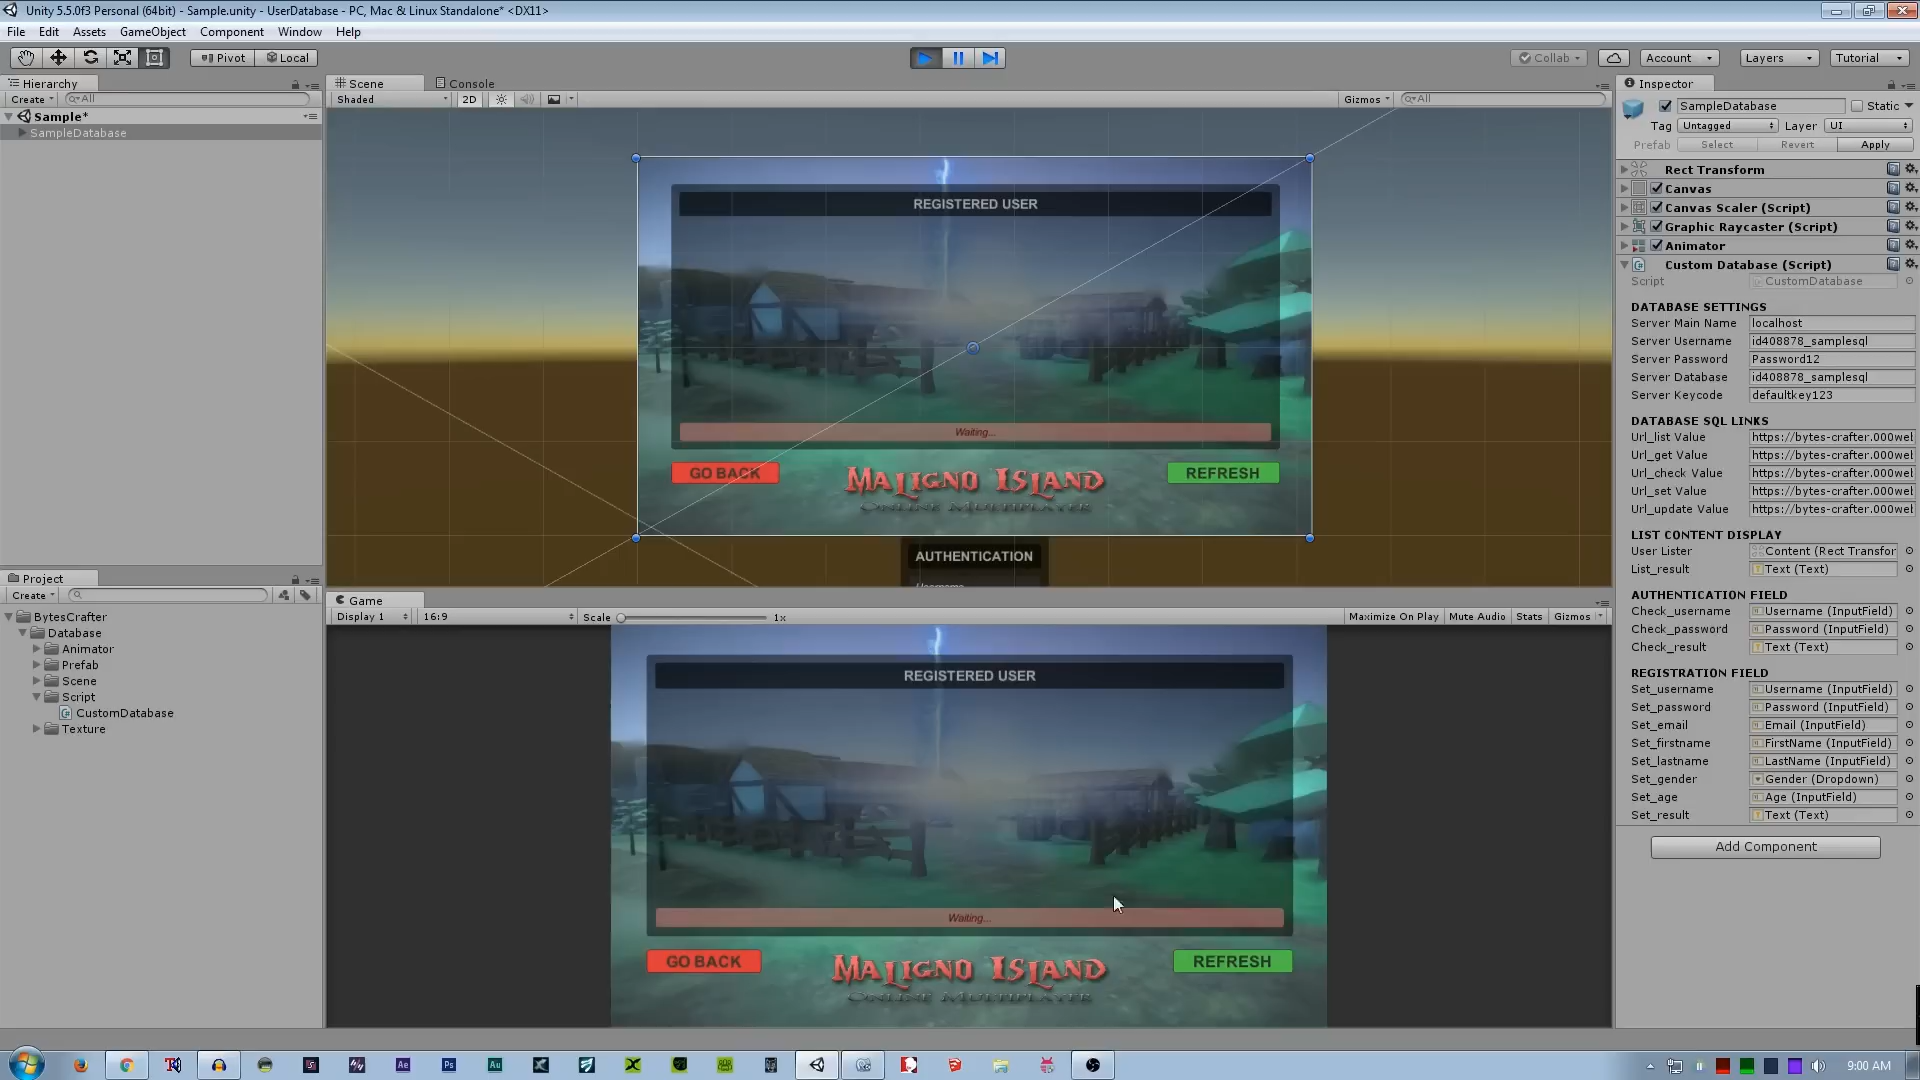 Unity 5.5.0f3 Personal (64bit) - Sample.unity - UserDatabase - PC, Mac & Linux Standalone* <DX11>
File Edit Assets GameObject Component Window Help
Pivot Local Collab Account Layers Tutorial
Hierarchy
Create All
Sample*
SampleDatabase
Scene Console
Shaded 2D Gizmos All
REGISTERED USER
Waiting...
GO BACK MALIGNO ISLAND REFRESH
ONLINE MULTIPLAYER
AUTHENTICATION
Project
Create
BytesCrafter
Database
Animator
Prefab
Scene
Script
CustomDatabase
Texture
Game
Display 1 16:9 Scale 1x Maximize On Play Mute Audio Stats Gizmos
REGISTERED USER
Waiting...
GO BACK MALIGNO ISLAND REFRESH
ONLINE MULTIPLAYER
Inspector
SampleDatabase Static
Tag Untagged Layer UI
Prefab Select Revert Apply
Rect Transform
Canvas
Canvas Scaler (Script)
Graphic Raycaster (Script)
Animator
Custom Database (Script)
Script CustomDatabase
DATABASE SETTINGS
Server Main Name localhost
Server Username id408878_samplesql
Server Password Password12
Server Database id408878_samplesql
Server Keycode defaultkey123
DATABASE SQL LINKS
Url_list Value https://bytes-crafter.000wel
Url_get Value https://bytes-crafter.000wel
Url_check Value https://bytes-crafter.000wel
Url_set Value https://bytes-crafter.000wel
Url_update Value https://bytes-crafter.000wel
LIST CONTENT DISPLAY
User Lister Content (Rect Transfor
List_result Text (Text)
AUTHENTICATION FIELD
Check_username Username (InputField)
Check_password Password (InputField)
Check_result Text (Text)
REGISTRATION FIELD
Set_username Username (InputField)
Set_password Password (InputField)
Set_email Email (InputField)
Set_firstname FirstName (InputField)
Set_lastname LastName (InputField)
Set_gender Gender (Dropdown)
Set_age Age (InputField)
Set_result Text (Text)
Add Component
9:00 AM